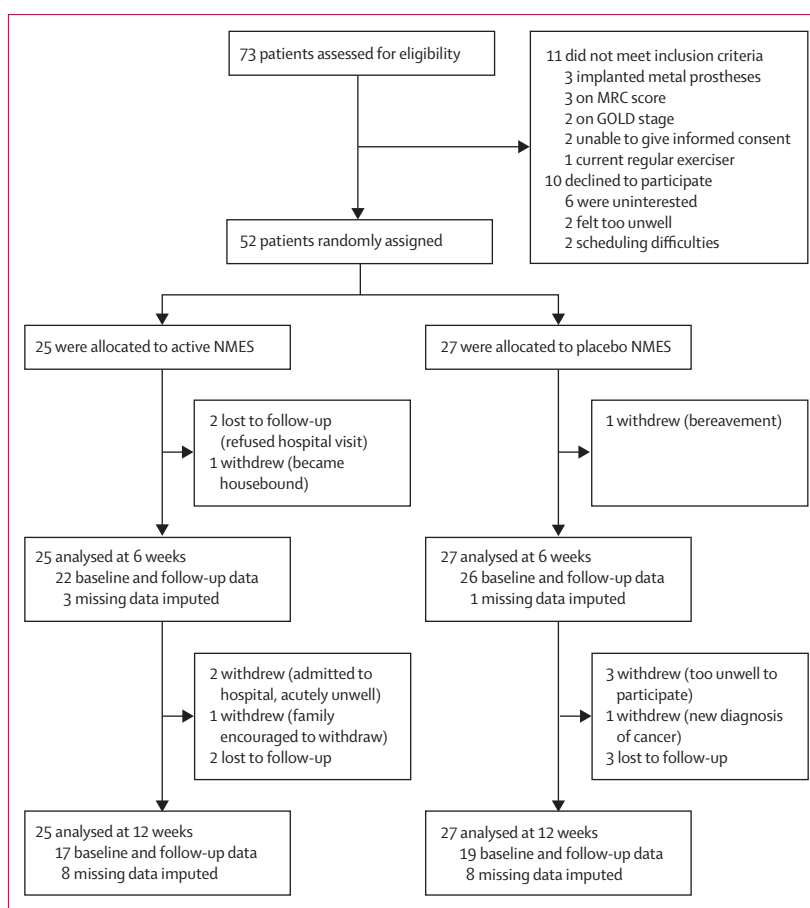 73 patients assessed for eligibility
11 did not meet inclusion criteria
3 implanted metal prostheses
3 on MRC score
2 on GOLD stage
2 unable to give informed consent
1 current regular exerciser
10 declined to participate
6 were uninterested
2 felt too unwell
2 scheduling difficulties
52 patients randomly assigned
25 were allocated to active NMES
27 were allocated to placebo NMES
2 lost to follow-up
(refused hospital visit)
1 withdrew (became
housebound)
1 withdrew (bereavement)
25 analysed at 6 weeks
22 baseline and follow-up data
3 missing data imputed
27 analysed at 6 weeks
26 baseline and follow-up data
1 missing data imputed
2 withdrew (admitted to
hospital, acutely unwell)
1 withdrew (family
encouraged to withdraw)
2 lost to follow-up
3 withdrew (too unwell to
participate)
1 withdrew (new diagnosis
of cancer)
3 lost to follow-up
25 analysed at 12 weeks
17 baseline and follow-up data
8 missing data imputed
27 analysed at 12 weeks
19 baseline and follow-up data
8 missing data imputed